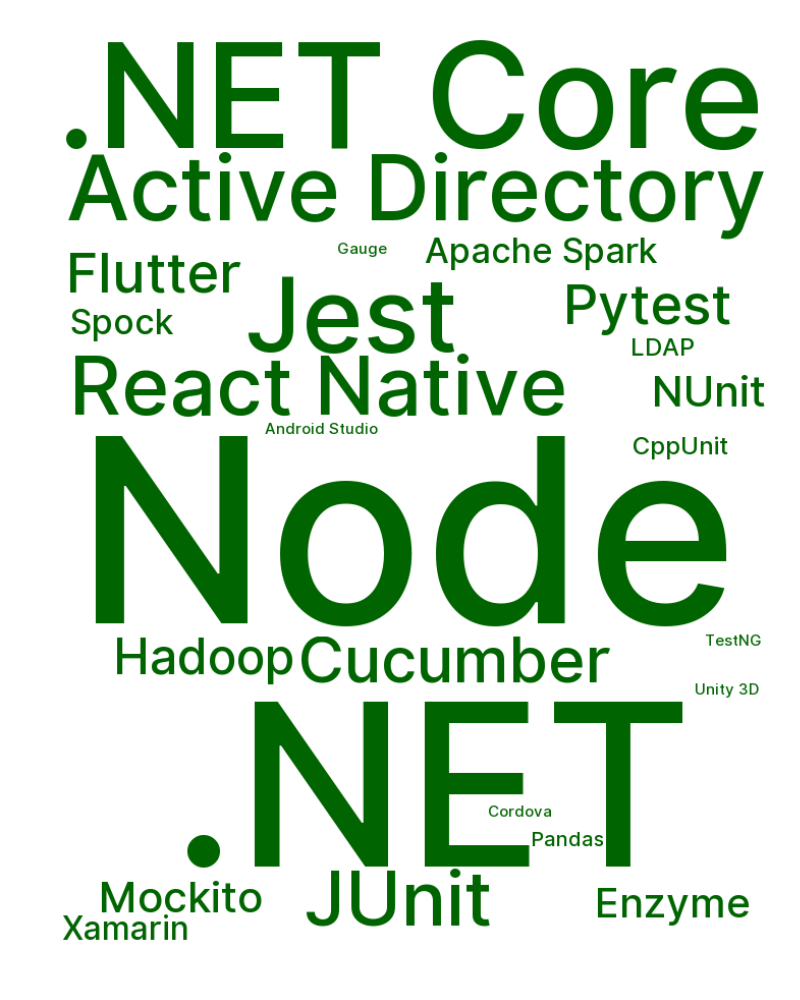 .NET Core
Active Directory
Gauge
Apache Spark
Flutter
Jest
Pytest
Spock
LDAP
React Native
NUnit
Android Studio
CppUnit
Node
TestNG
Hadoop
Cucumber
Unity 3D
.NET
Cordova
Pandas
Mockito
JUnit
Enzyme
Xamarin